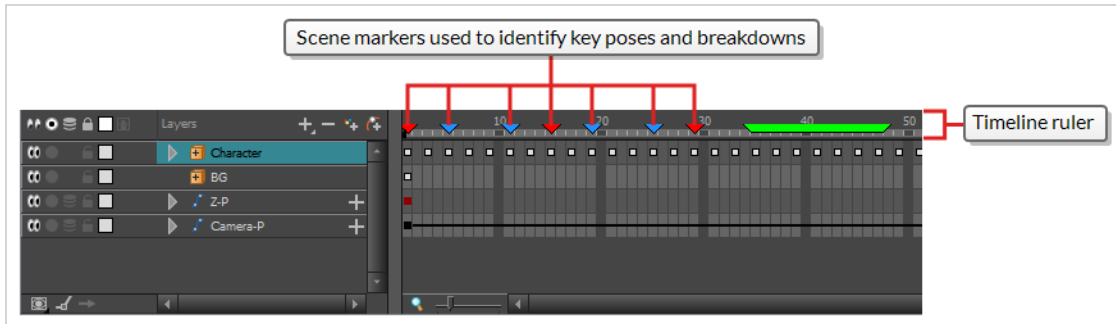 Scene markers used to identify key poses and breakdowns
Layers
10 20 30 40 50
Timeline ruler
Character
BG
Z-P
Camera-P